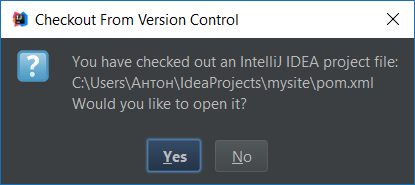 Checkout From Version Control
You have checked out an IntelliJ IDEA project file:
C:\Users\Антон\IdeaProjects\mysite\pom.xml
Would you like to open it?
Yes
No